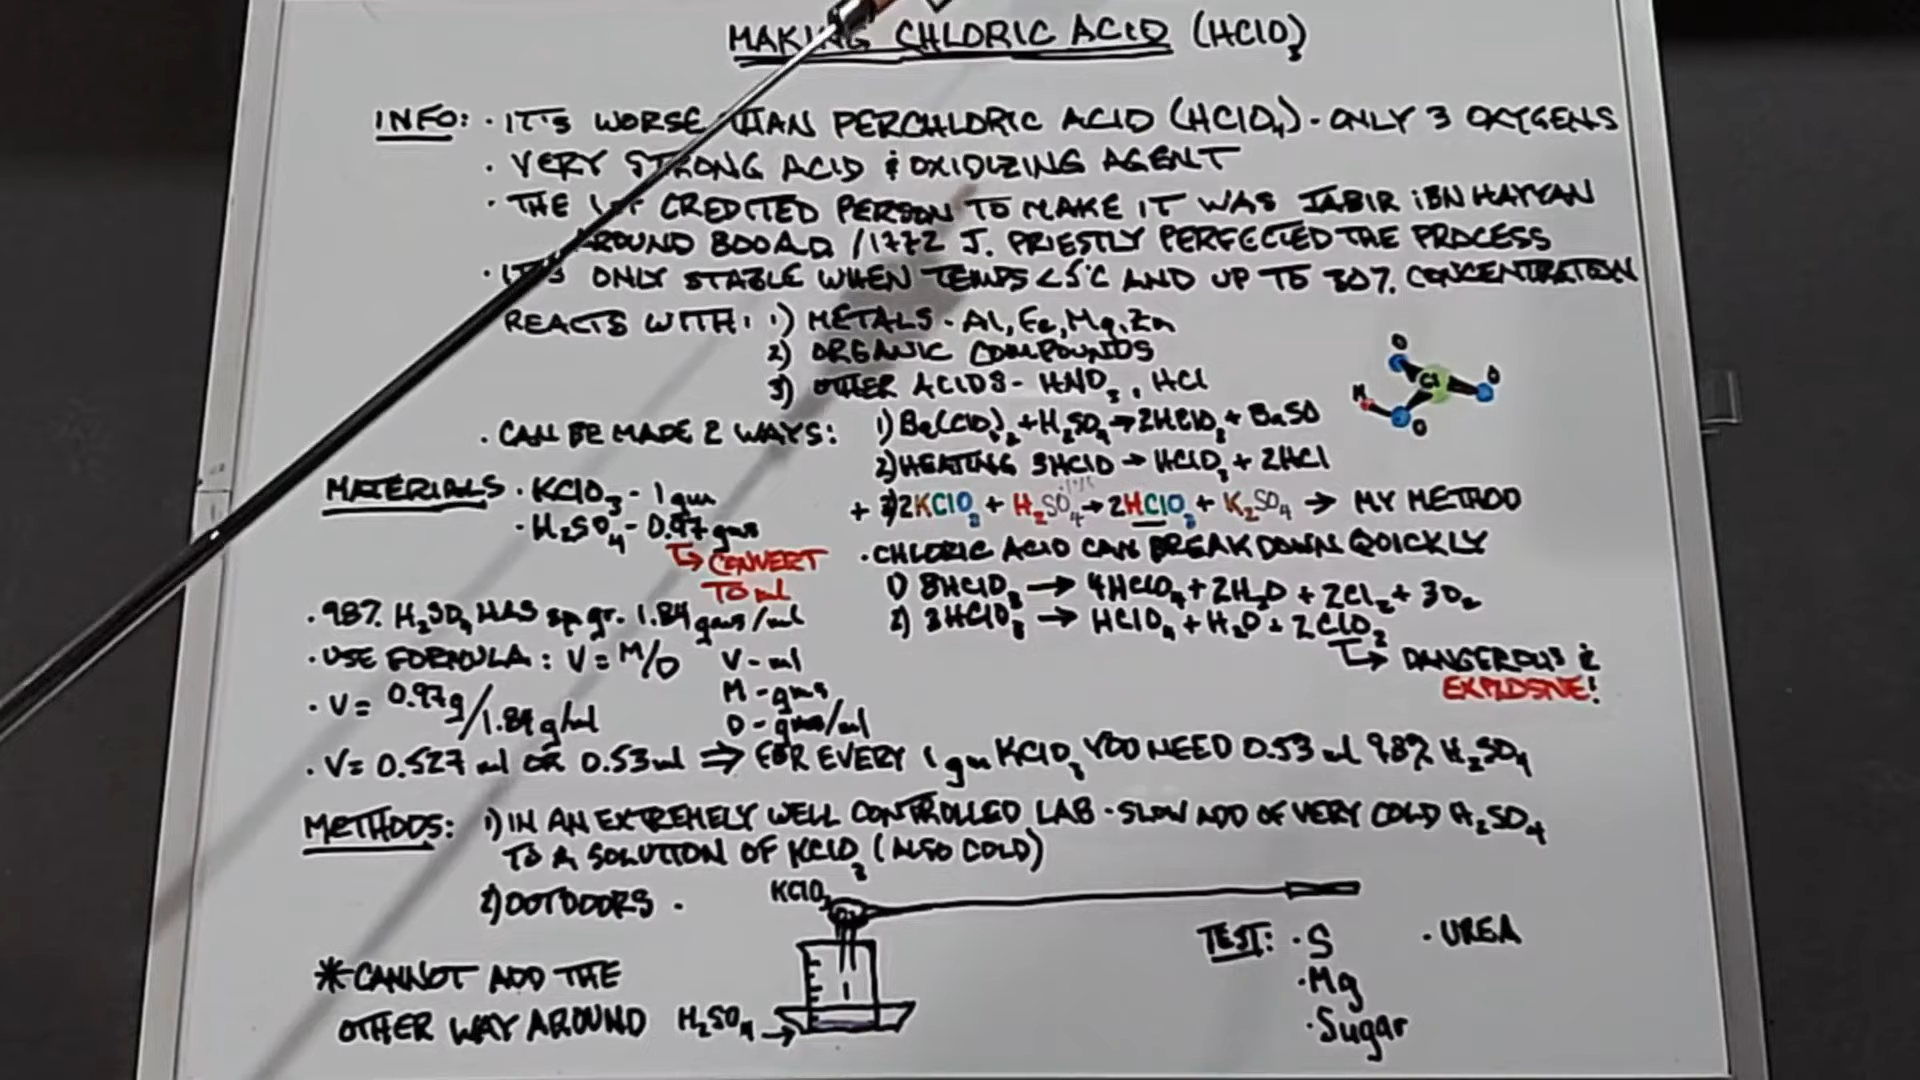 MAKING CHLORIC ACID (HClO3)
INFO: · IT'S WORSE THAN PERCHLORIC ACID (HClO4) - ONLY 3 OXYGENS
· VERY STRONG ACID & OXIDIZING AGENT
· THE 1ST CREDITED PERSON TO MAKE IT WAS JABIR IBN HAYYAN
AROUND 800 A.D. / 1772 J. PRIESTLY PERFECTED THE PROCESS
· IT'S ONLY STABLE WHEN TEMPS <5°C AND UP TO 30% CONCENTRATION
REACTS WITH: 1) METALS - Al, Fe, Mg, Zn
2) ORGANIC COMPOUNDS
3) OTHER ACIDS - HNO3, HCl
O
Cl
O
H
O
· CAN BE MADE 2 WAYS: 1) Ba(ClO3)2 + H2SO4 → 2HClO3 + BaSO
2) HEATING 3HClO → HClO3 + 2HCl
+ 3) 2KClO3 + H2SO4 → 2HClO3 + K2SO4 → MY METHOD
MATERIALS · KClO3 - 1 gm
· H2SO4 - 0.97 gms
↳ CONVERT
TO ml
· CHLORIC ACID CAN BREAK DOWN QUICKLY
1) 8HClO3 → 4HClO4 + 2H2O + 2Cl2 + 3O2
2) 3HClO3 → HClO4 + H2O + 2ClO2
↳ DANGEROUS &
EXPLOSIVE!
· 98% H2SO4 HAS sp. gr. 1.84 gms/ml
· USE FORMULA: V = M/D V - ml
M - gms
D - gms/ml
· V = 0.97g/1.84 g/ml
· V = 0.527 ml OR 0.53 ml ⇒ FOR EVERY 1 gm KClO3 YOU NEED 0.53 ml 98% H2SO4
METHODS: 1) IN AN EXTREMELY WELL CONTROLLED LAB - SLOW ADD OF VERY COLD H2SO4
TO A SOLUTION OF KClO3 (ALSO COLD)
2) OUTDOORS - KClO3
* CANNOT ADD THE
OTHER WAY AROUND
H2SO4 →
TEST: · S · UREA
· Mg
· Sugar